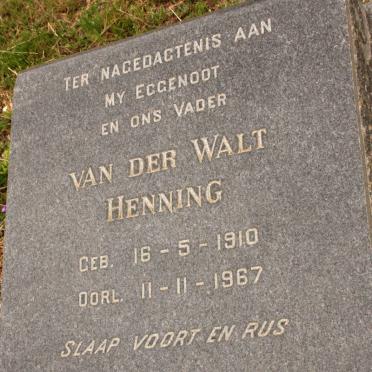 TER NAGEDAGTENIS AAN
MY EGGENOOT
EN ONS VADER
VAN DER WALT
HENNING
GEB. 16-5-1910
OORL. 11-11-1967
SLAAP VOORT EN RUS